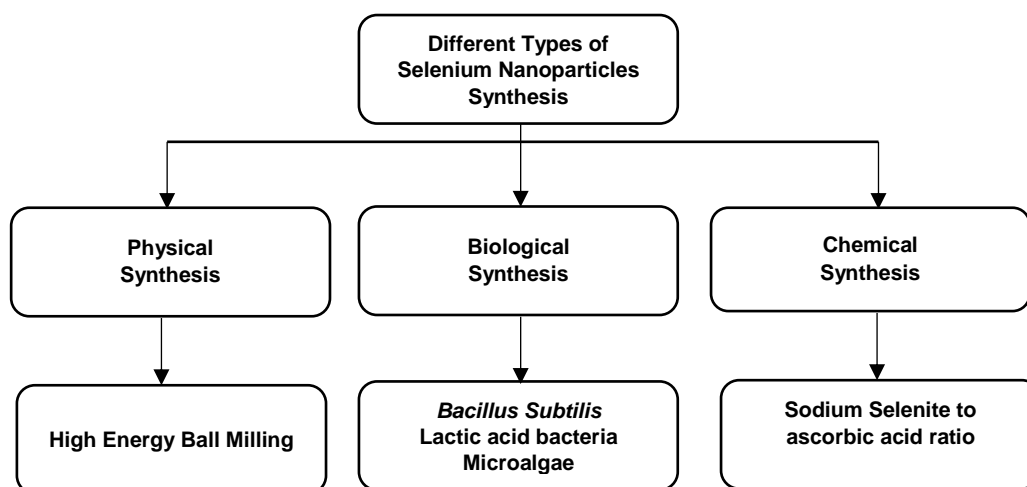 Different Types of
Selenium Nanoparticles
Synthesis
Physical
Synthesis
Biological
Synthesis
Chemical
Synthesis
High Energy Ball Milling
Bacillus Subtilis
Lactic acid bacteria
Microalgae
Sodium Selenite to
ascorbic acid ratio